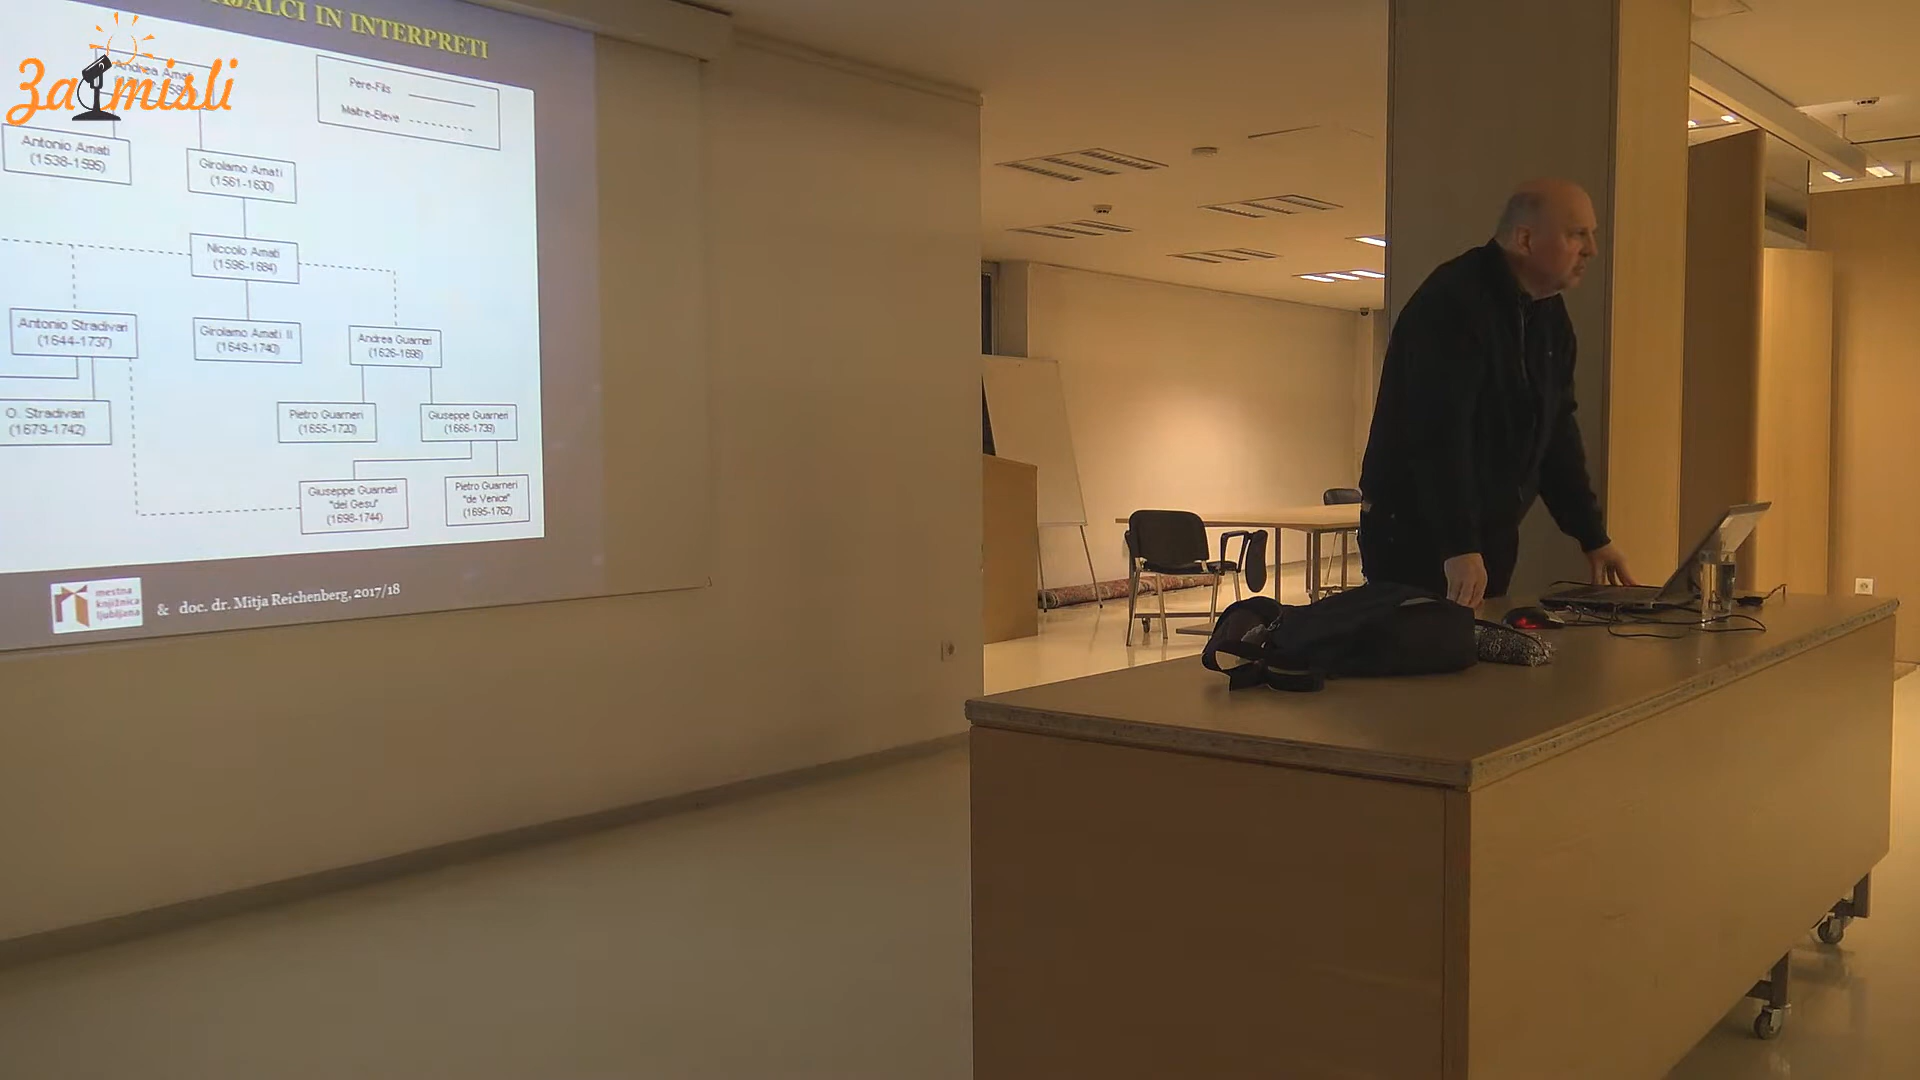 Zamisli
IN INTERPRETI
Andrea Amati
Pere-Fils
Maitre-Eleve
Antonio Amati
(1538-1595)
Girolamo Amati
(1561-1630)
Niccolo Amati
(1596-1684)
Antonio Stradivari
(1644-1737)
Girolamo Amati II
(1649-1740)
Andrea Guarneri
(1626-1698)
O. Stradivari
(1679-1742)
Pietro Guarneri
(1655-1720)
Giuseppe Guarneri
(1666-1739)
Giuseppe Guarneri
"del Gesu"
(1698-1744)
Pietro Guarneri
"de Venice"
(1695-1762)
mestna
knjižnica
ljubljana
& doc. dr. Mitja Reichenberg, 2017/18